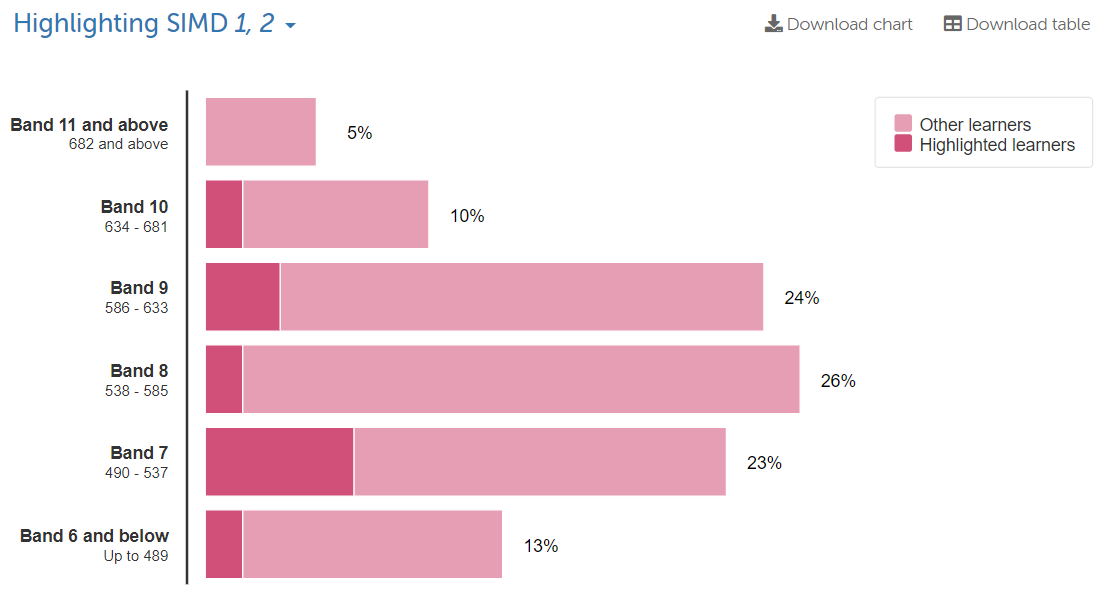 Highlighting SIMD 1, 2
Download chart
Download table
Other learners
Highlighted learners
Band 11 and above
682 and above
5%
Band 10
634 - 681
10%
Band 9
586 - 633
24%
Band 8
538 - 585
26%
Band 7
490 - 537
23%
Band 6 and below
Up to 489
13%